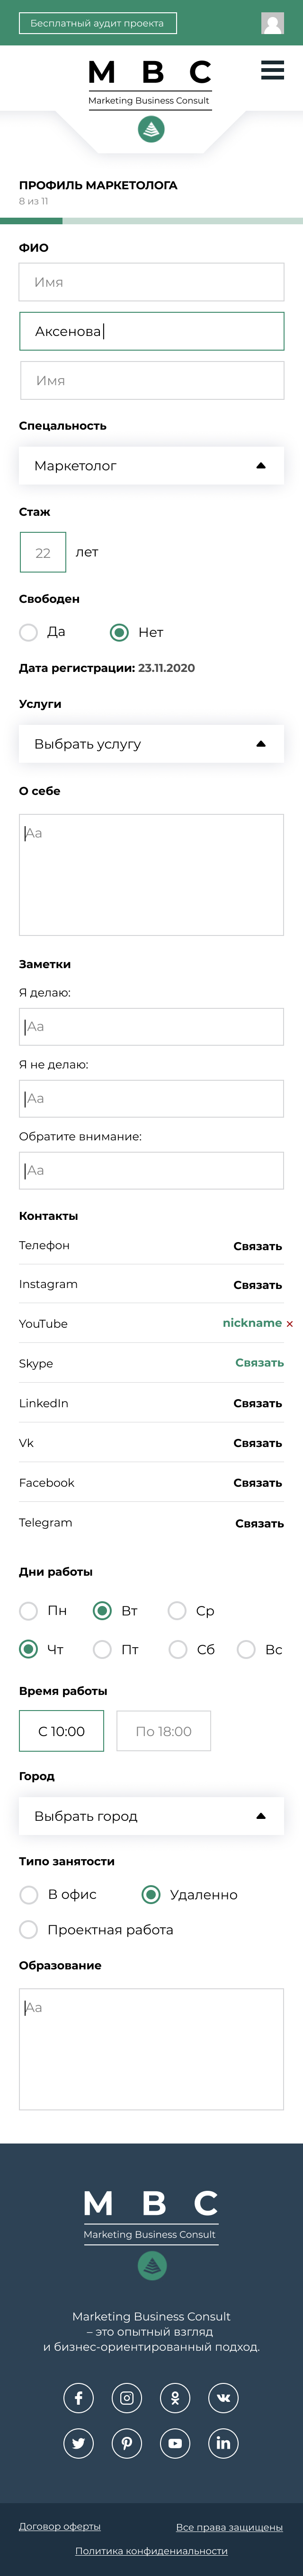 Бесплатный аудит проекта
M B C
Marketing Business Consult
ПРОФИЛЬ МАРКЕТОЛОГА
8 из 11
ФИО
Имя
Аксенова
Имя
Спецальность
Маркетолог
Стаж
22 лет
Свободен
Да Нет
Дата регистрации: 23.11.2020
Услуги
Выбрать услугу
О себе
Аа
Заметки
Я делаю:
Аа
Я не делаю:
Аа
Обратите внимание:
Аа
Контакты
Телефон Связать
Instagram Связать
YouTube nickname ×
Skype Связать
LinkedIn Связать
Vk Связать
Facebook Связать
Telegram Связать
Дни работы
Пн Вт Ср
Чт Пт Сб Вс
Время работы
С 10:00 По 18:00
Город
Выбрать город
Типо занятости
В офис Удаленно
Проектная работа
Образование
Аа
M B C
Marketing Business Consult
Marketing Business Consult
– это опытный взгляд
и бизнес-ориентированный подход.
Договор оферты Все права защищены
Политика конфидениальности